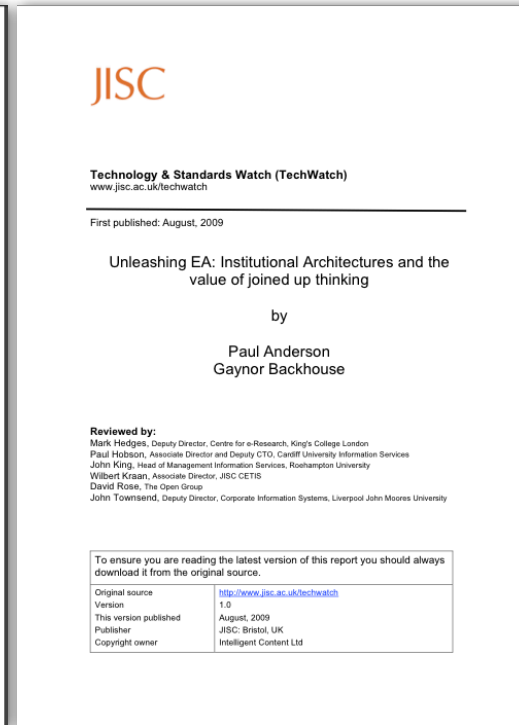 JISC
Technology & Standards Watch (TechWatch)
www.jisc.ac.uk/techwatch
First published: August, 2009
Unleashing EA: Institutional Architectures and the
value of joined up thinking
by
Paul Anderson
Gaynor Backhouse
Reviewed by:
Mark Hedges, Deputy Director, Centre for e-Research, King's College London
Paul Hobson, Associate Director and Deputy CTO, Cardiff University Information Services
John King, Head of Management Information Services, Roehampton University
Wilbert Kraan, Associate Director, JISC CETIS
David Rose, The Open Group
John Townsend, Deputy Director, Corporate Information Systems, Liverpool John Moores University
To ensure you are reading the latest version of this report you should always
download it from the original source.
Original source http://www.jisc.ac.uk/techwatch
Version 1.0
This version published August, 2009
Publisher JISC: Bristol, UK
Copyright owner Intelligent Content Ltd